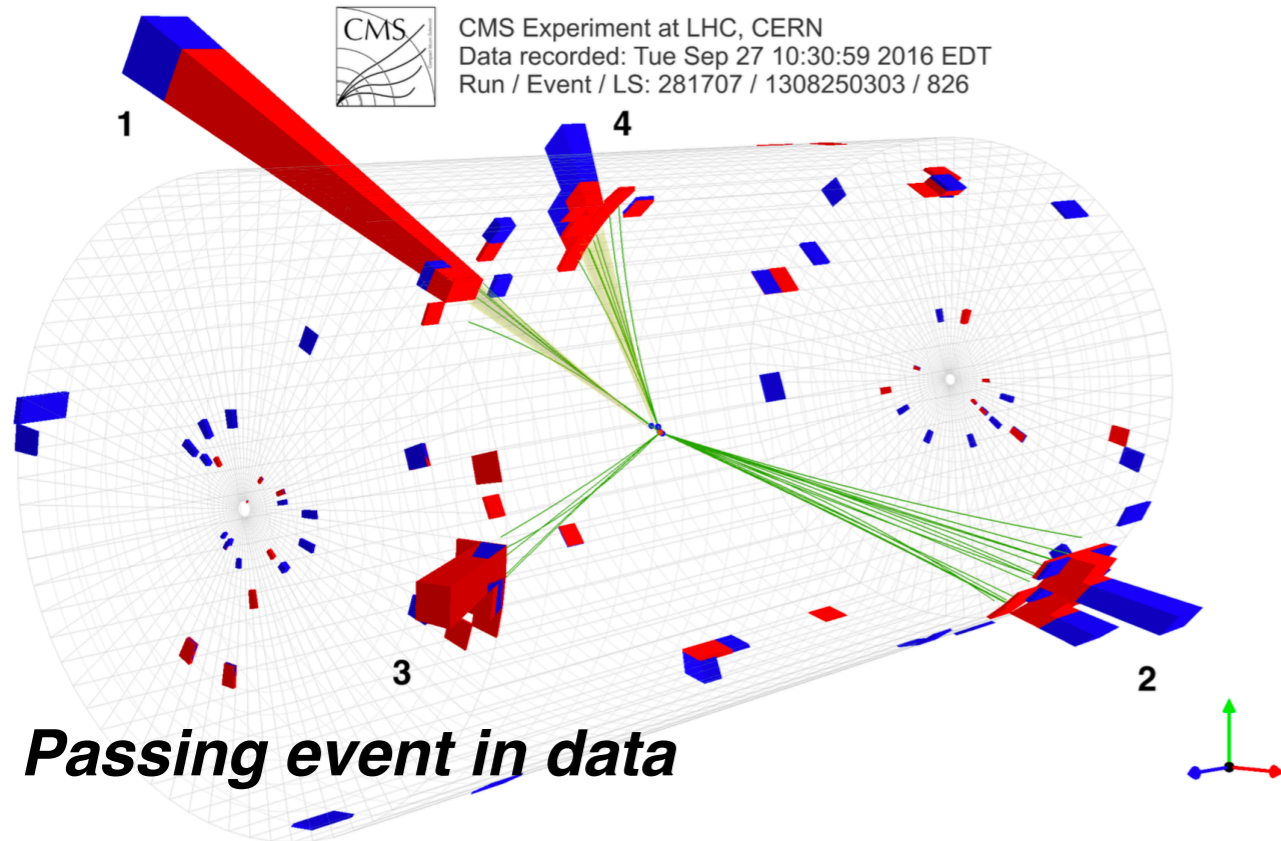 CMS
CMS Experiment at LHC, CERN
Data recorded: Tue Sep 27 10:30:59 2016 EDT
Run / Event / LS: 281707 / 1308250303 / 826
1
4
3
2
Passing event in data